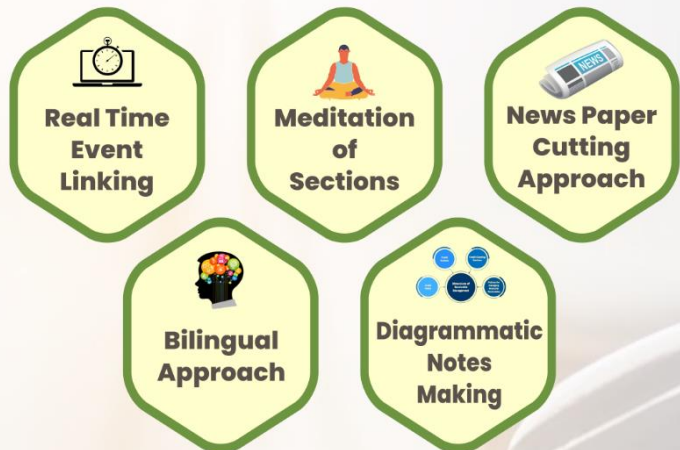 Real Time
Event
Linking
Meditation
of
Sections
NEWS
News Paper
Cutting
Approach
Bilingual
Approach
Diagrammatic
Notes
Making